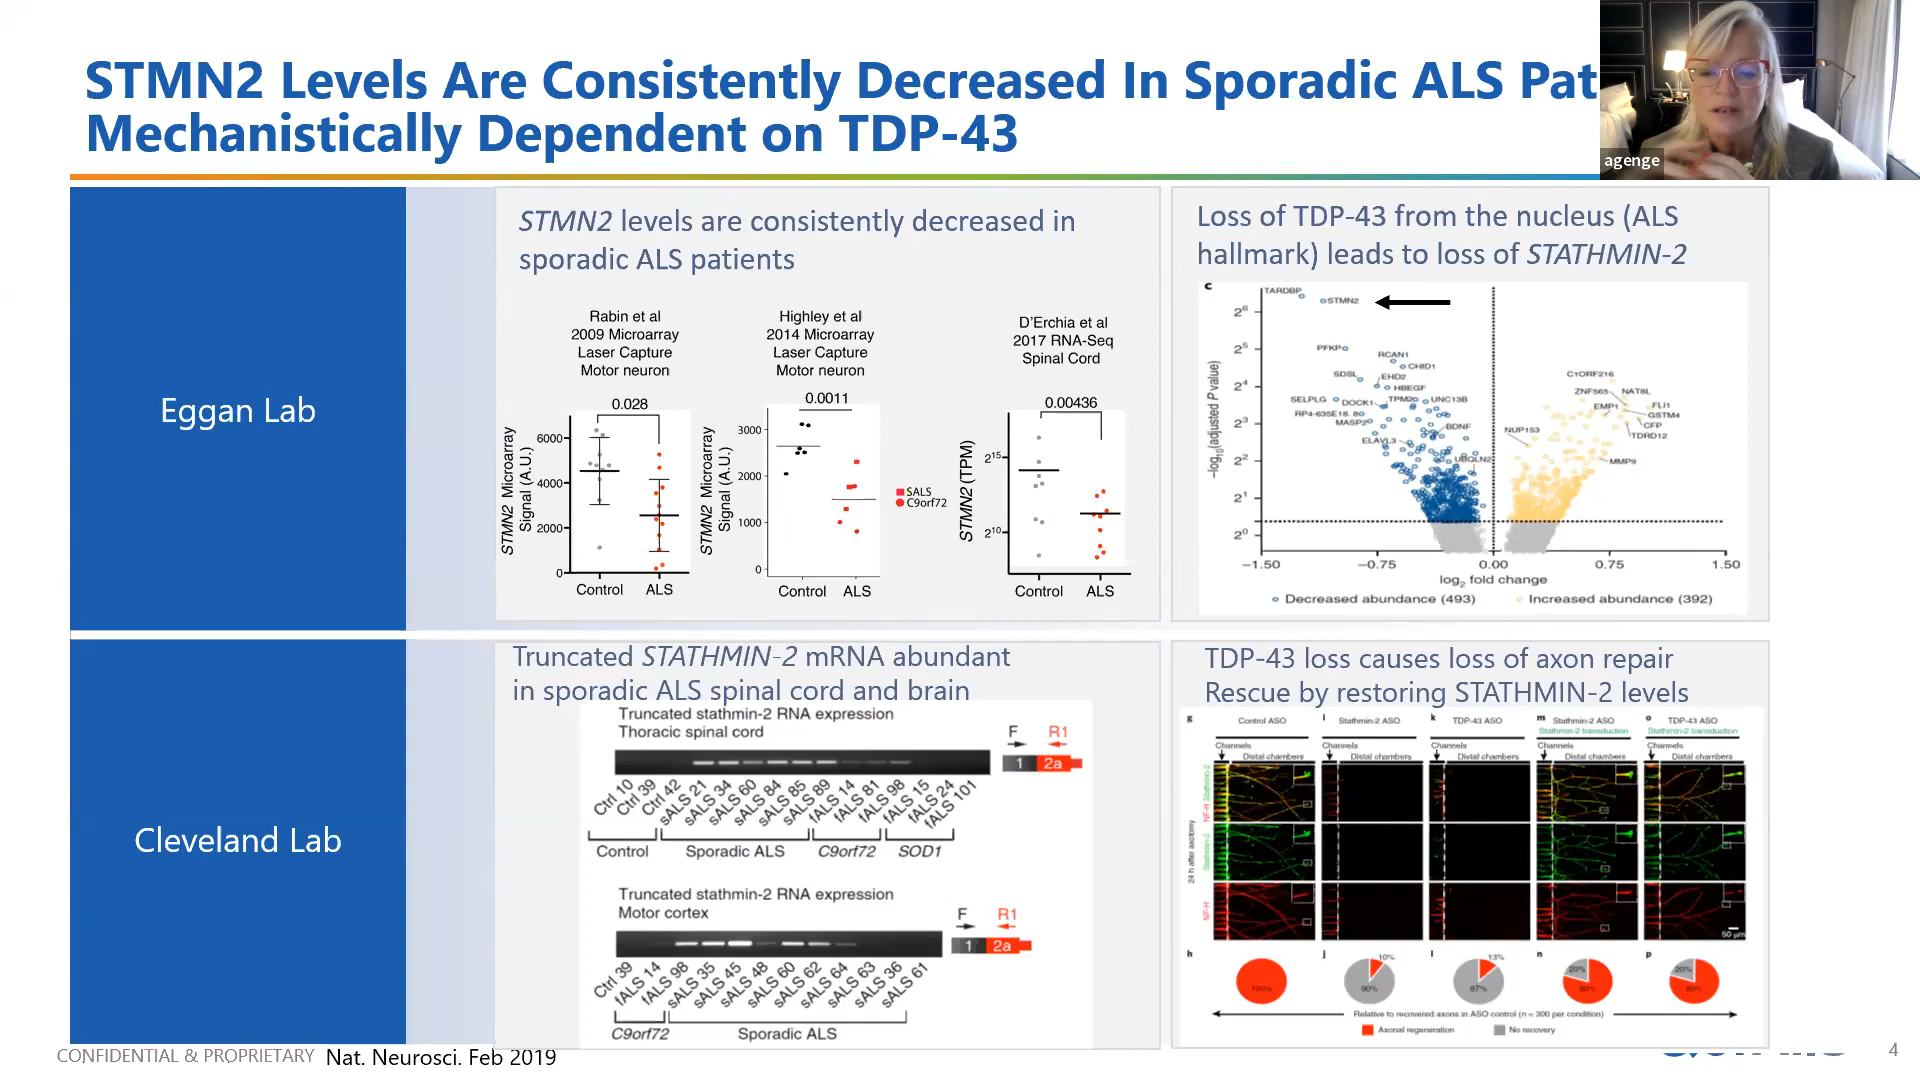 STMN2 Levels Are Consistently Decreased In Sporadic ALS Pat
Mechanistically Dependent on TDP-43
agenge
Eggan Lab
STMN2 levels are consistently decreased in
sporadic ALS patients
Rabin et al
2009 Microarray
Laser Capture
Motor neuron
0.028
STMN2 Microarray
Signal (A.U.)
6000
4000
2000
0
Control ALS
Highley et al
2014 Microarray
Laser Capture
Motor neuron
0.0011
STMN2 Microarray
Signal (A.U.)
3000
2000
1000
0
Control ALS
SALS
C9orf72
D'Erchia et al
2017 RNA-Seq
Spinal Cord
0.00436
STMN2 (TPM)
2^15
2^10
Control ALS
Loss of TDP-43 from the nucleus (ALS
hallmark) leads to loss of STATHMIN-2
c
TARDBP
STMN2
PFKP
RCAN1
CHID1
SDSL
EHD2
HBEGF
SELPLG
DOCK1
TPM2
UNC13B
RP4-635E18.8
MASP2
BDNF
ELAVL3
UBQLN2
C1ORF216
ZNF565
NAT8L
EMP1
FLI1
GSTM4
CFP
TDRD12
NUP153
MMP9
-log10(adjusted P value)
2^6
2^5
2^4
2^3
2^2
2^1
2^0
-1.50 -0.75 0.00 0.75 1.50
log2 fold change
Decreased abundance (493) Increased abundance (392)
Cleveland Lab
Truncated STATHMIN-2 mRNA abundant
in sporadic ALS spinal cord and brain
Truncated stathmin-2 RNA expression
Thoracic spinal cord
F R1
1 2a
Ctrl 10
Ctrl 39
Ctrl 42
sALS 21
sALS 34
sALS 60
sALS 84
sALS 85
sALS 89
fALS 14
fALS 81
fALS 98
fALS 15
fALS 24
fALS 101
Control Sporadic ALS C9orf72 SOD1
Truncated stathmin-2 RNA expression
Motor cortex
F R1
1 2a
Ctrl 39
fALS 14
fALS 98
sALS 35
sALS 45
sALS 48
sALS 60
sALS 62
sALS 64
sALS 63
sALS 36
sALS 61
C9orf72 Sporadic ALS
TDP-43 loss causes loss of axon repair
Rescue by restoring STATHMIN-2 levels
g Control ASO
i Stathmin-2 ASO
k TDP-43 ASO
m Stathmin-2 ASO
Stathmin-2 transduction
o TDP-43 ASO
Stathmin-2 transduction
Channels Channels Channels Channels Channels
Distal chambers Distal chambers Distal chambers Distal chambers Distal chambers
24 h after axotomy
Stathmin-2
NF-H
Stathmin-2
NF-H
50 µm
h j l n p
100%
10%
90%
13%
87%
20%
80%
20%
80%
Relative to recovered axons in ASO control (n = 300 per condition)
Axonal regeneration No recovery
CONFIDENTIAL & PROPRIETARY Nat. Neurosci. Feb 2019
4